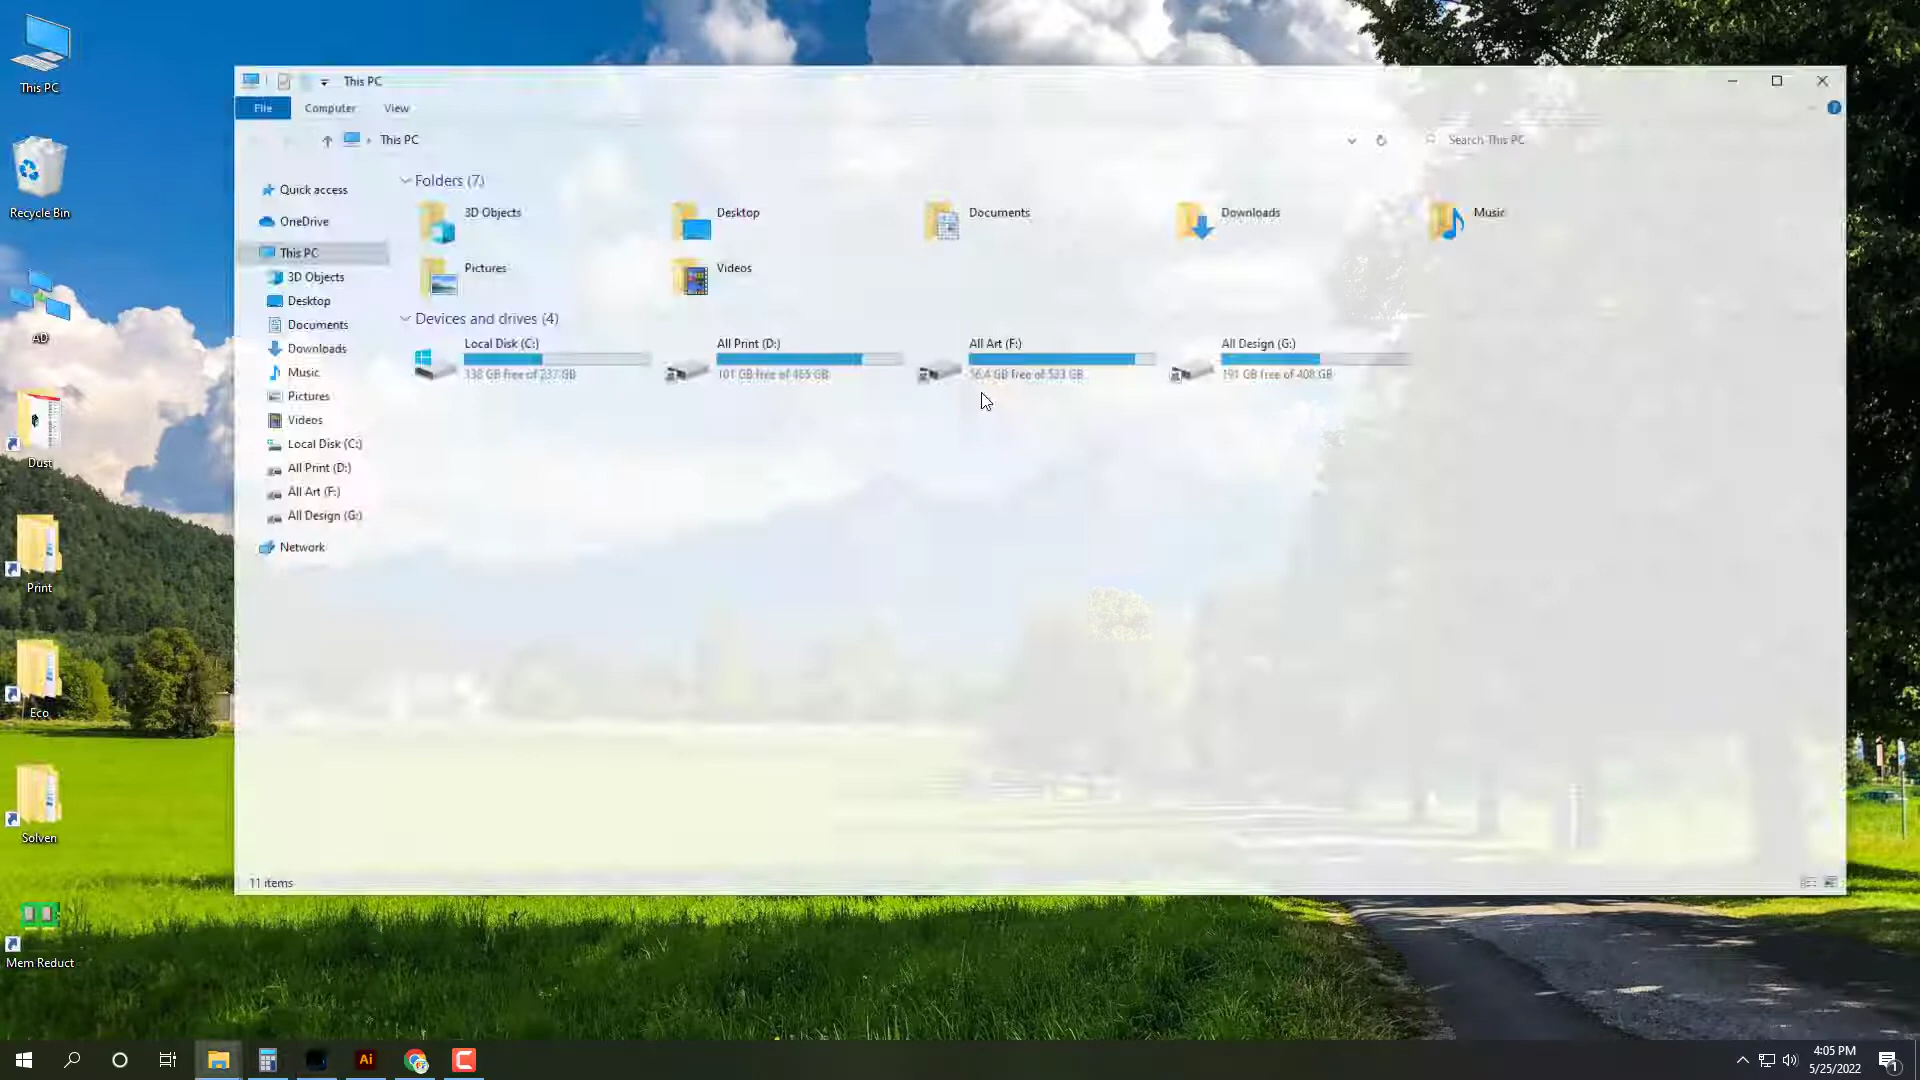 This PC
Recycle Bin
AD
Dust
Print
Eco
Solven
Mem Reduct
This PC
File
Computer
View
This PC
Search This PC
Quick access
OneDrive
This PC
3D Objects
Desktop
Documents
Downloads
Music
Pictures
Videos
Local Disk (C:)
All Print (D:)
All Art (F:)
All Design (G:)
Network
Folders (7)
3D Objects
Desktop
Documents
Downloads
Music
Pictures
Videos
Devices and drives (4)
Local Disk (C:)
138 GB free of 237 GB
All Print (D:)
101 GB free of 465 GB
All Art (F:)
56.4 GB free of 523 GB
All Design (G:)
191 GB free of 408 GB
11 items
Ai
4:05 PM
5/25/2022
1